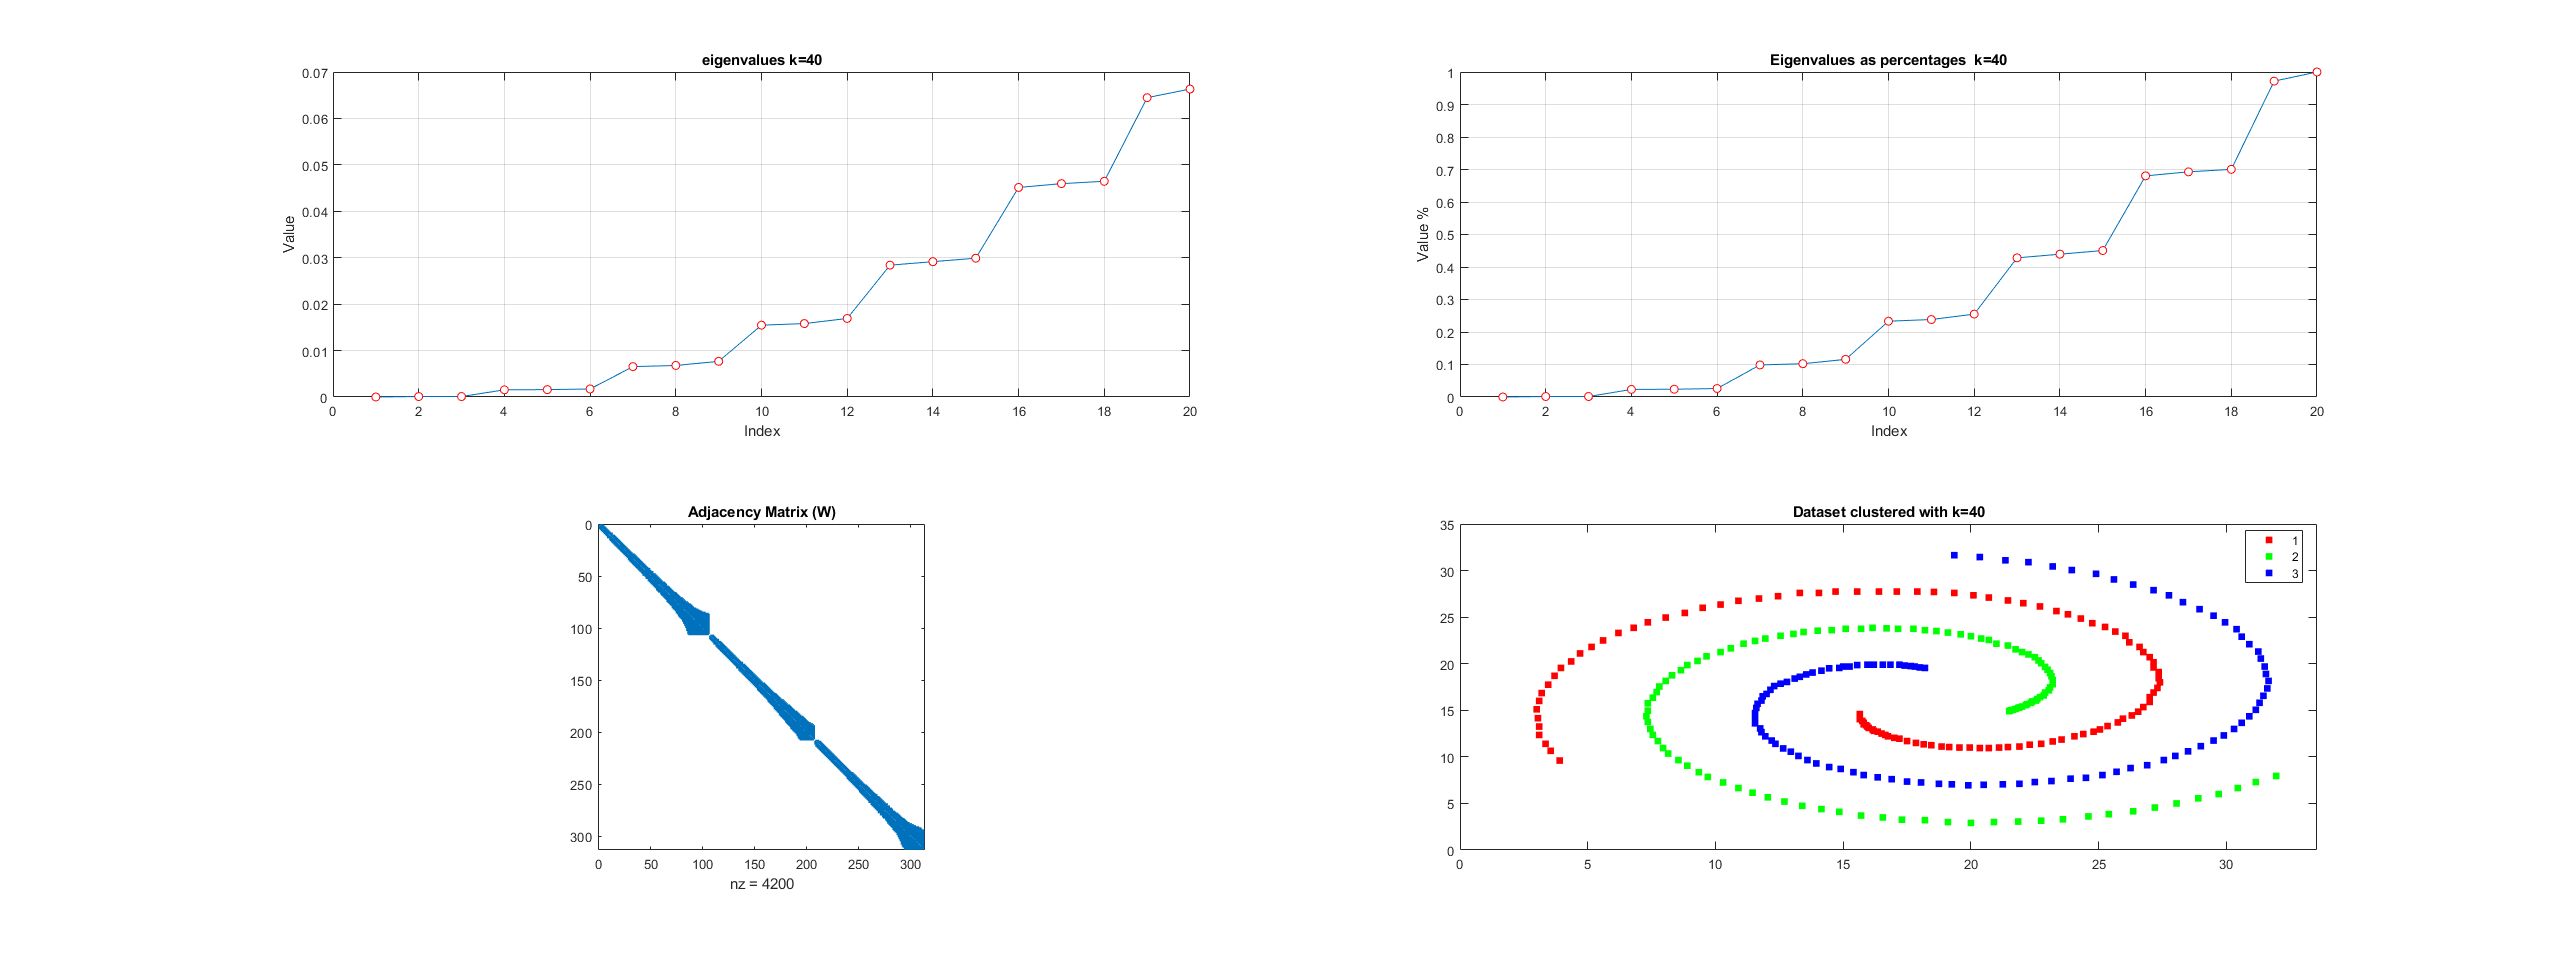 eigenvalues k=40
0.07
0.06
0.05
0.04
0.03
0.02
0.01
0
Value
0 2 4 6 8 10 12 14 16 18 20
Index
Eigenvalues as percentages k=40
1
0.9
0.8
0.7
0.6
0.5
0.4
0.3
0.2
0.1
0
Value %
0 2 4 6 8 10 12 14 16 18 20
Index
Adjacency Matrix (W)
0
50
100
150
200
250
300
0 50 100 150 200 250 300
nz = 4200
Dataset clustered with k=40
35
30
25
20
15
10
5
0
0 5 10 15 20 25 30
1
2
3